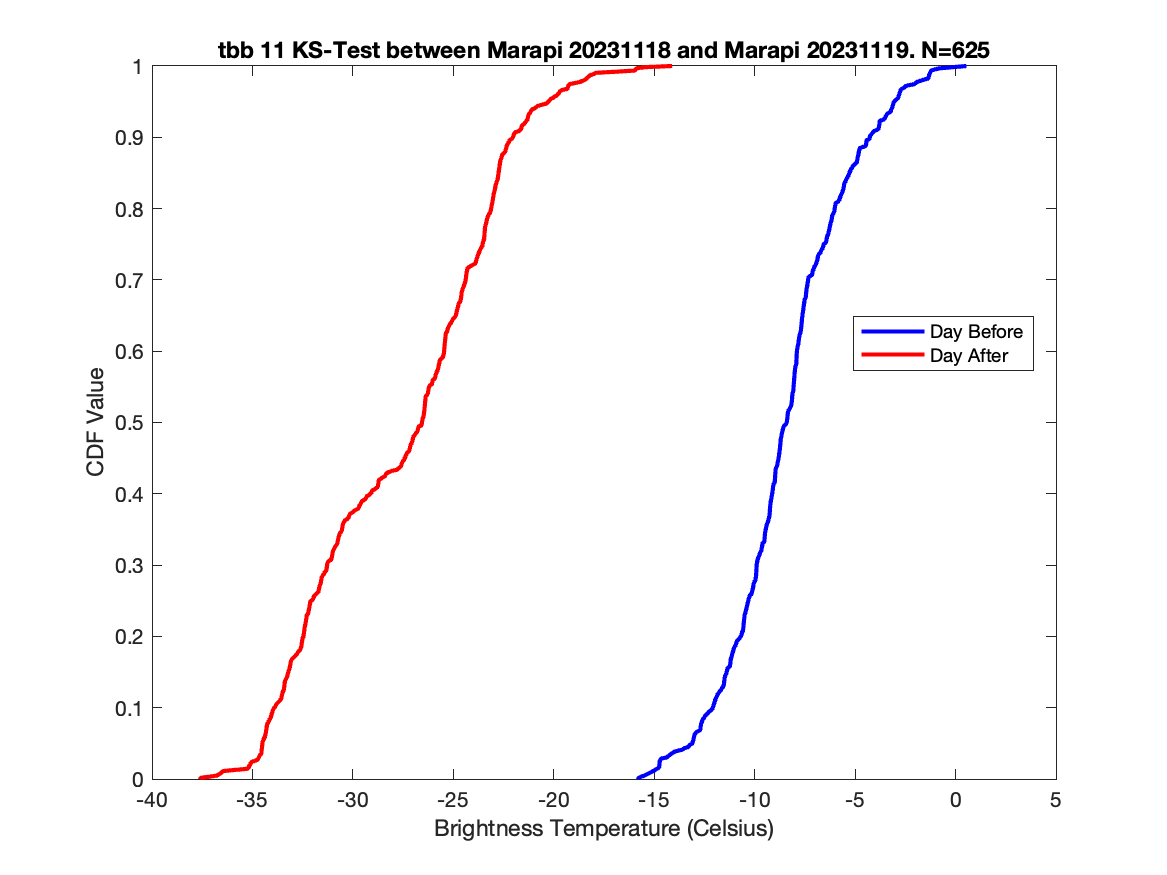 tbb 11 KS-Test between Marapi 20231118 and Marapi 20231119. N=625
1
0.9
0.8
0.7
0.6
0.5
0.4
0.3
0.2
0.1
0
CDF Value
Day Before
Day After
-40 -35 -30 -25 -20 -15 -10 -5 0 5
Brightness Temperature (Celsius)